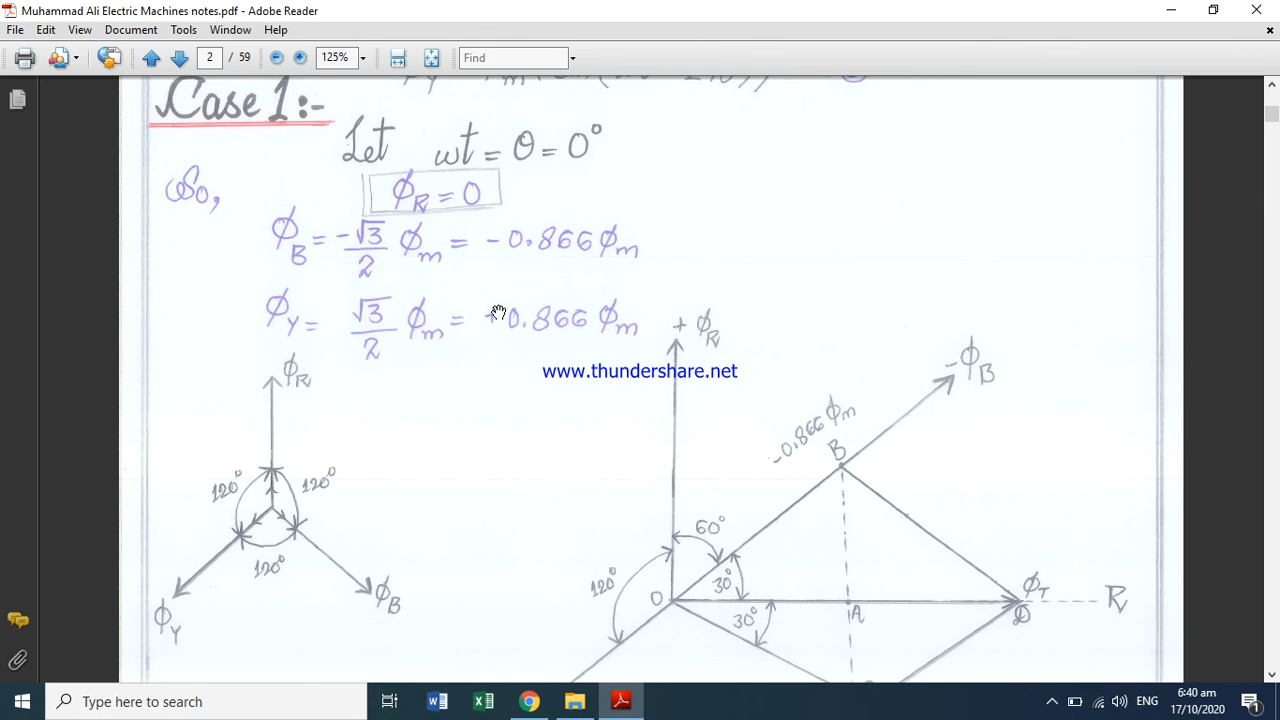 Muhammad Ali Electric Machines notes.pdf - Adobe Reader
File Edit View Document Tools Window Help
2 / 59 125% Find
Case 1 :-
Let wt = θ = 0°
So,
ϕR = 0
ϕB = -√3/2 ϕm = -0.866 ϕm
ϕY = √3/2 ϕm = +0.866 ϕm
www.thundershare.net
ϕR
120° 120°
120°
ϕY
ϕB
+ ϕR
-ϕB
-0.866 ϕm
B
60°
120°
30°
30°
O
A
ϕT
D
R
Type here to search
ENG
6:40 am
17/10/2020
1